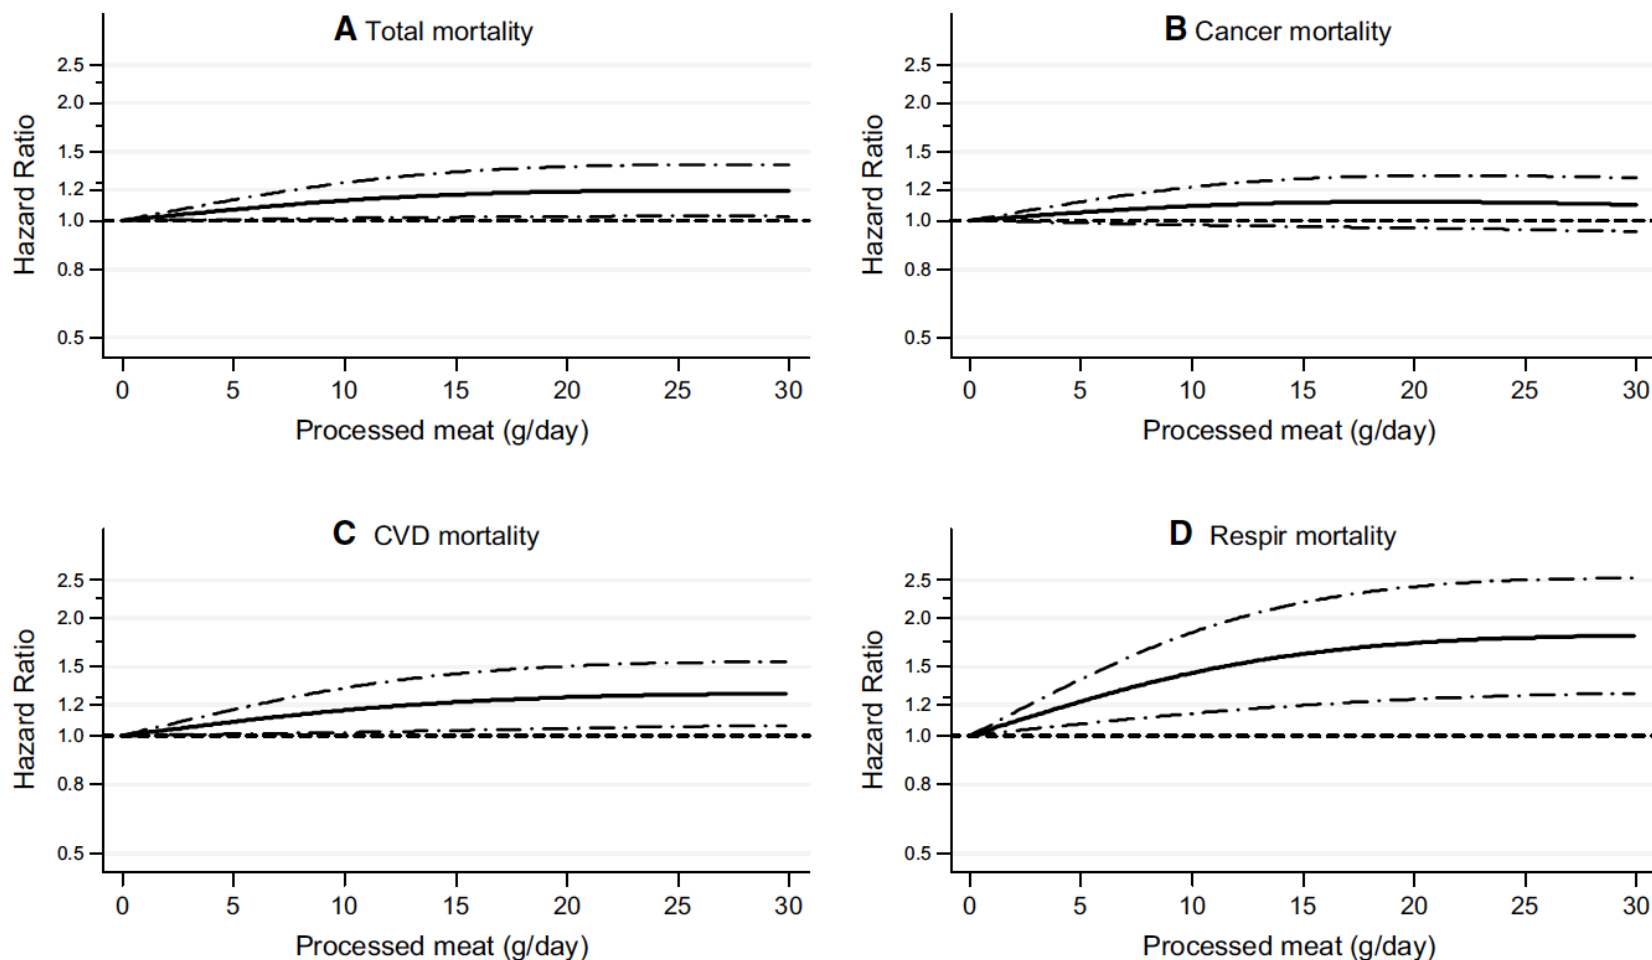 A Total mortality
Hazard Ratio
2.5
2.0
1.5
1.2
1.0
0.8
0.5
0 5 10 15 20 25 30
Processed meat (g/day)
B Cancer mortality
Hazard Ratio
2.5
2.0
1.5
1.2
1.0
0.8
0.5
0 5 10 15 20 25 30
Processed meat (g/day)
C CVD mortality
Hazard Ratio
2.5
2.0
1.5
1.2
1.0
0.8
0.5
0 5 10 15 20 25 30
Processed meat (g/day)
D Respir mortality
Hazard Ratio
2.5
2.0
1.5
1.2
1.0
0.8
0.5
0 5 10 15 20 25 30
Processed meat (g/day)